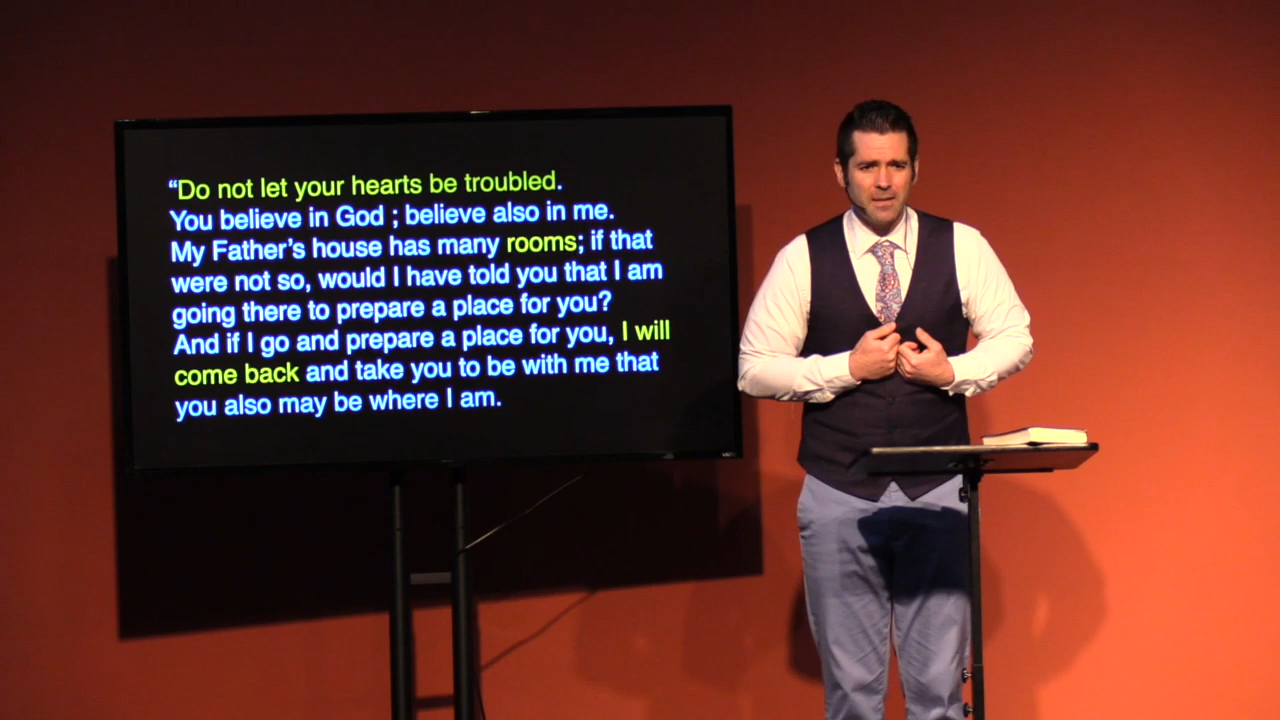 “Do not let your hearts be troubled.
You believe in God ; believe also in me.
My Father’s house has many rooms; if that
were not so, would I have told you that I am
going there to prepare a place for you?
And if I go and prepare a place for you, I will
come back and take you to be with me that
you also may be where I am.